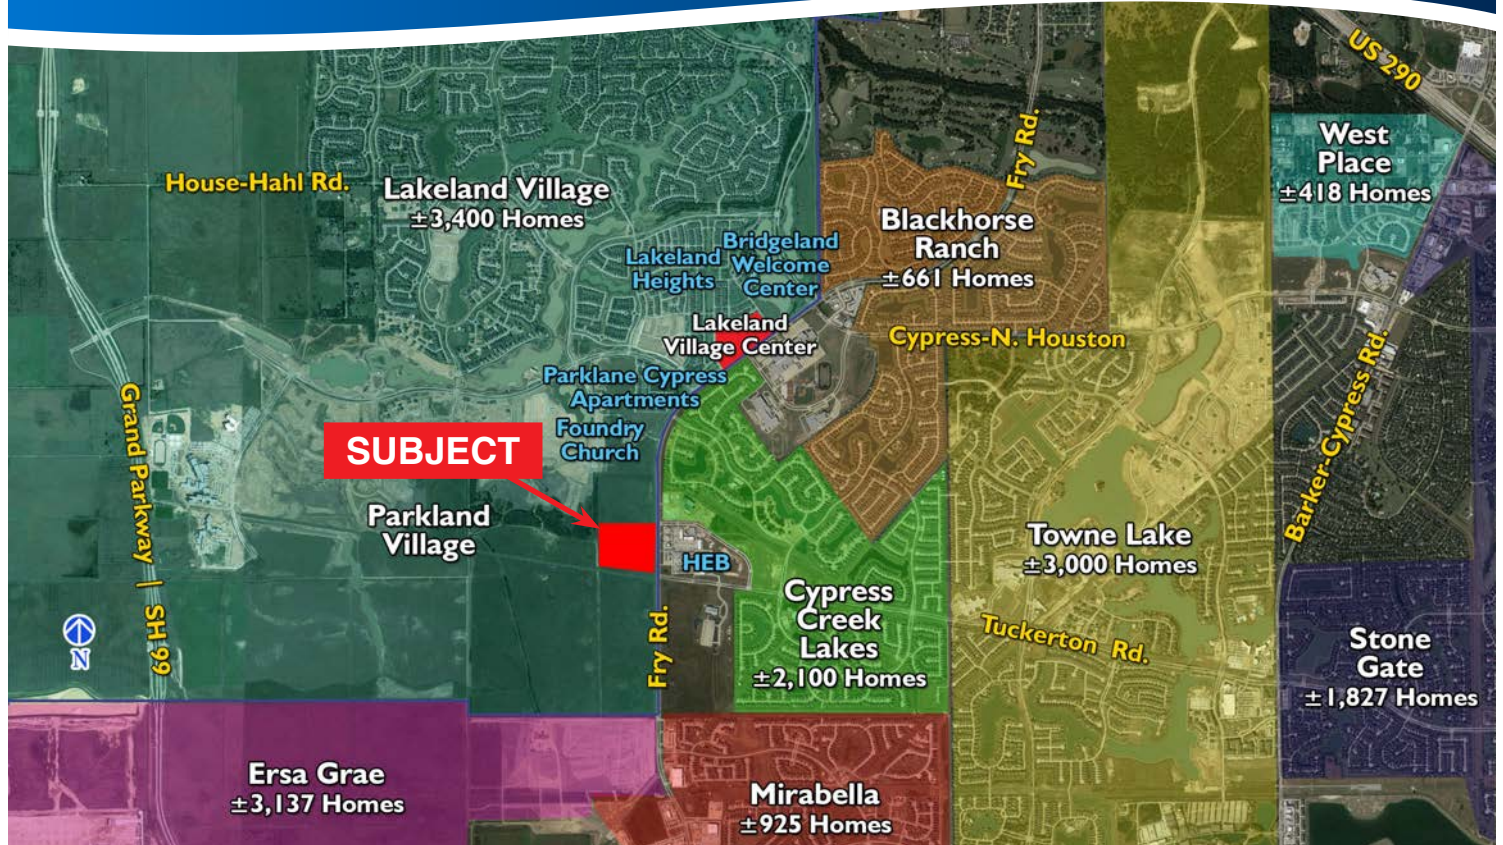 US 290
West
Place
±418 Homes
Fry Rd.
House-Hahl Rd.
Lakeland Village
±3,400 Homes
Blackhorse
Ranch
±661 Homes
Bridgeland
Welcome
Center
Lakeland
Heights
Lakeland
Village Center
Cypress-N. Houston
Barker-Cypress Rd.
Parklane Cypress
Apartments
Foundry
Church
Grand Parkway | SH 99
SUBJECT
Parkland
Village
HEB
Towne Lake
±3,000 Homes
Cypress
Creek
Lakes
±2,100 Homes
Fry Rd.
Tuckerton Rd.
Stone
Gate
±1,827 Homes
N
Ersa Grae
±3,137 Homes
Mirabella
±925 Homes